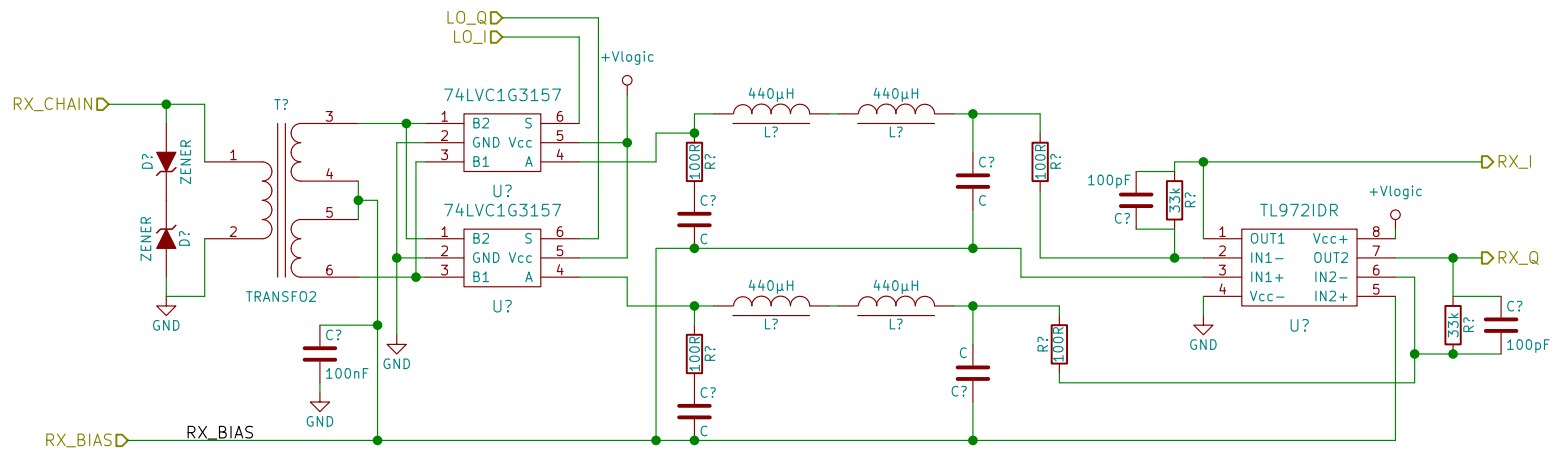 LO_Q
LO_I
+Vlogic
RX_CHAIN
T?
74LVC1G3157
440µH
440µH
3
1 B2 S 6
2 GND Vcc 5
3 B1 A 4
L?
L?
D?
ZENER
1
4
U?
100R
R?
C?
C
C?
C
100R
R?
100pF
C?
33k
R?
RX_I
+Vlogic
ZENER
D?
2
5
6
TRANSFO2
GND
74LVC1G3157
1 B2 S 6
2 GND Vcc 5
3 B1 A 4
U?
TL972IDR
1 OUT1 Vcc+ 8
2 IN1- OUT2 7
3 IN1+ IN2- 6
4 Vcc- IN2+ 5
U?
GND
RX_Q
33k
R?
C?
100pF
440µH
440µH
L?
L?
C?
100nF
GND
GND
100R
R?
C?
C
C
C?
R?
100R
RX_BIAS
RX_BIAS